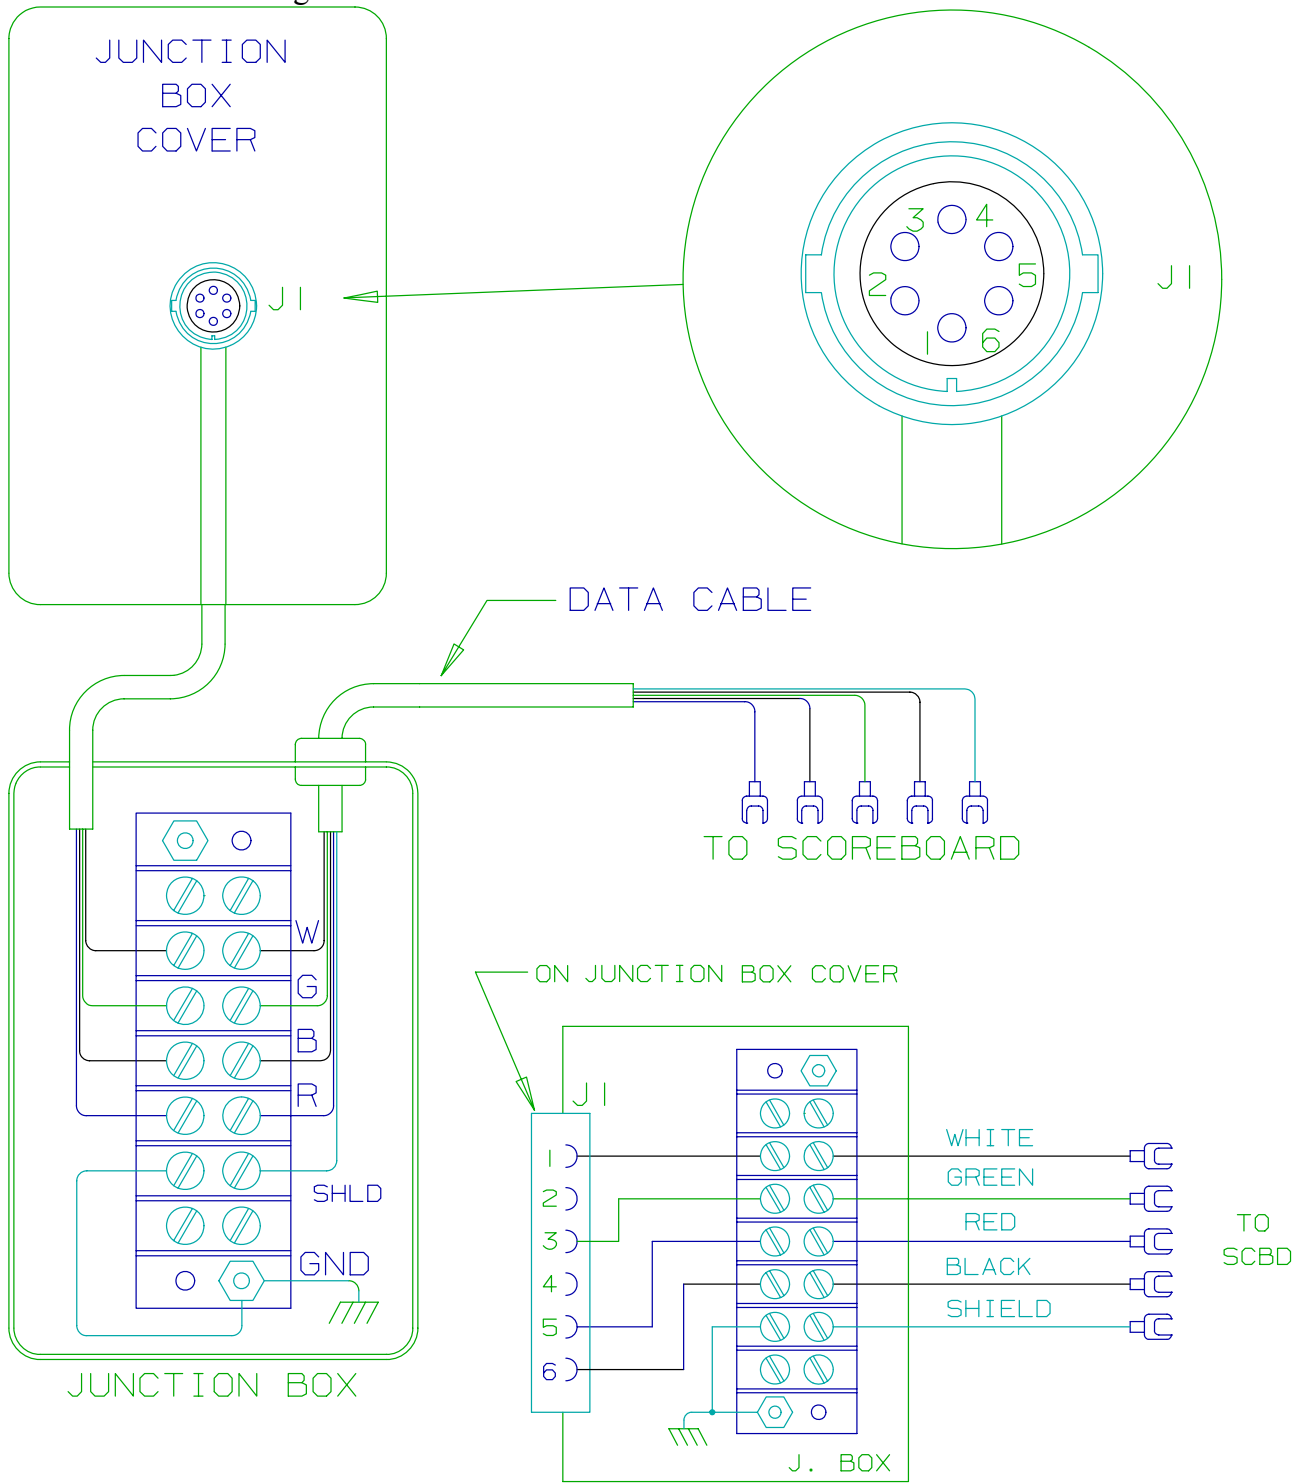 JUNCTION
BOX
COVER
J1
3 4
2 5
1 6
J1
DATA CABLE
TO SCOREBOARD
W
G
B
R
SHLD
GND
JUNCTION BOX
ON JUNCTION BOX COVER
J1
1
2
3
4
5
6
WHITE
GREEN
RED
BLACK
SHIELD
TO
SCBD
J. BOX